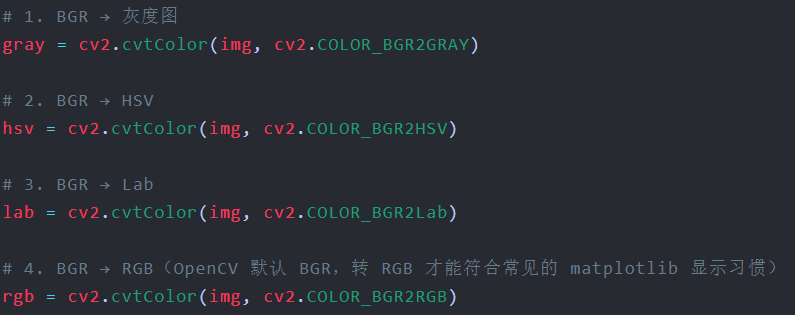 # 1. BGR → 灰度图
gray = cv2.cvtColor(img, cv2.COLOR_BGR2GRAY)
# 2. BGR → HSV
hsv = cv2.cvtColor(img, cv2.COLOR_BGR2HSV)
# 3. BGR → Lab
lab = cv2.cvtColor(img, cv2.COLOR_BGR2Lab)
# 4. BGR → RGB（OpenCV 默认 BGR，转 RGB 才能符合常见的 matplotlib 显示习惯）
rgb = cv2.cvtColor(img, cv2.COLOR_BGR2RGB)